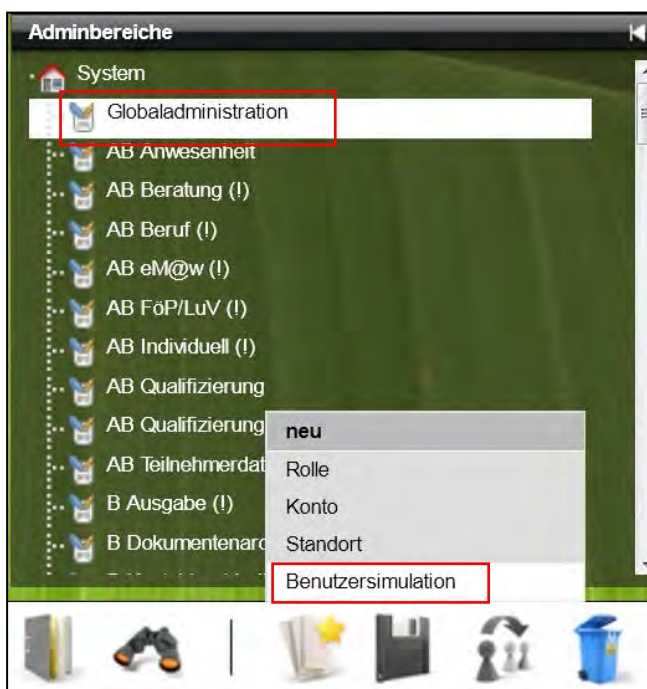 Adminbereiche
System
Globaladministration
AB Anwesenheit
AB Beratung (!)
AB Beruf (!)
AB eM@w (!)
AB FöP/LuV (!)
AB Individuell (!)
AB Qualifizierung
AB Qualifizierung
neu
AB Teilnehmerdat
Rolle
B Ausgabe (!)
Konto
B Dokumentenarc
Standort
Benutzersimulation